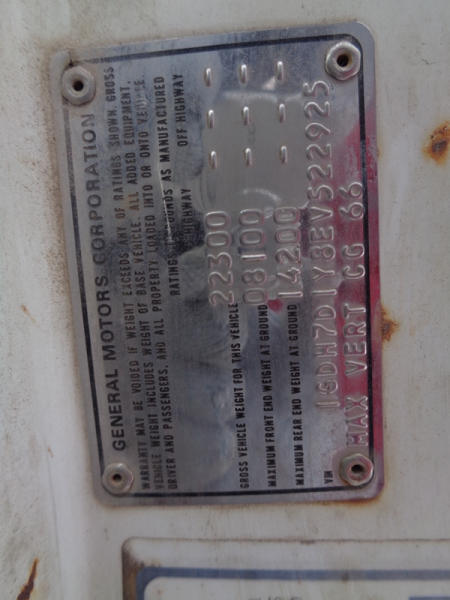 GENERAL MOTORS CORPORATION
WARRANTY MAY BE VOIDED IF WEIGHT EXCEEDS ANY OF RATINGS SHOWN. GROSS
VEHICLE WEIGHT INCLUDES WEIGHT OF BASE VEHICLE, ALL ADDED EQUIPMENT,
DRIVER AND PASSENGERS, AND ALL PROPERTY LOADED INTO OR ONTO VEHICLE
RATINGS IN POUNDS AS MANUFACTURED
HIGHWAY OFF HIGHWAY
GROSS VEHICLE WEIGHT FOR THIS VEHICLE 22300 - - -
MAXIMUM FRONT END WEIGHT AT GROUND 08100 - - -
MAXIMUM REAR END WEIGHT AT GROUND 14200 - - -
VIN 1GDH7D1Y8EV522925
MAX VERT CG 66